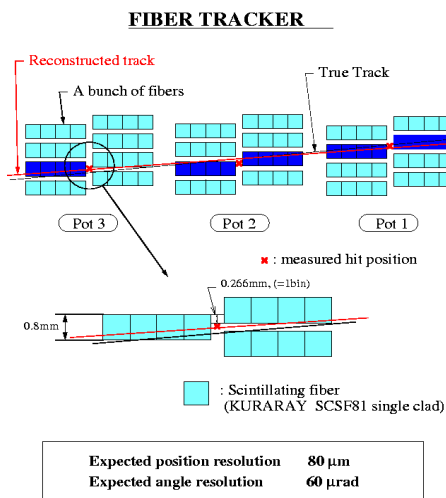 FIBER TRACKER
Reconstructed track
True Track
A bunch of fibers
Pot 3
Pot 2
Pot 1
: measured hit position
0.266mm, (=1bin)
0.8mm
: Scintillating fiber
(KURARAY SCSF81 single clad)
Expected position resolution 80 μm
Expected angle resolution 60 μrad